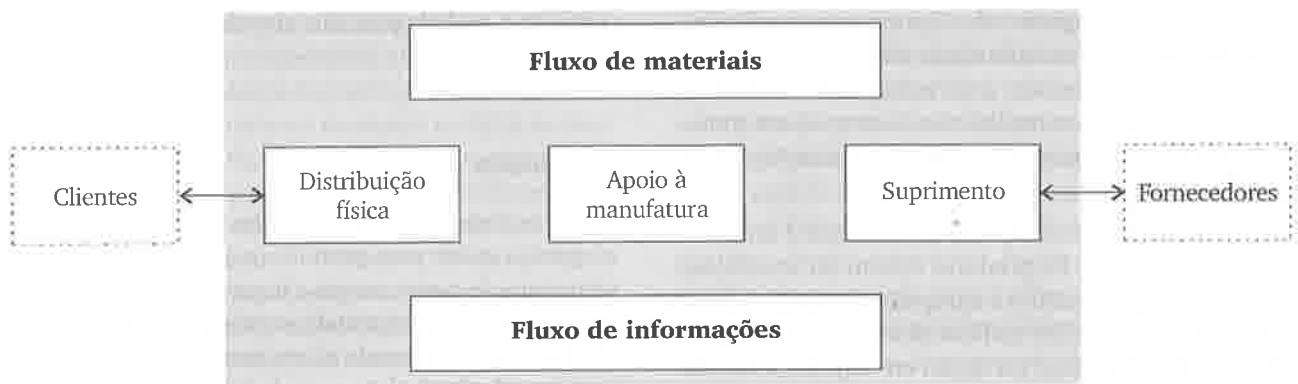 Fluxo de materiais
Clientes
Distribuição
física
Apoio à
manufatura
Suprimento
Fornecedores
Fluxo de informações